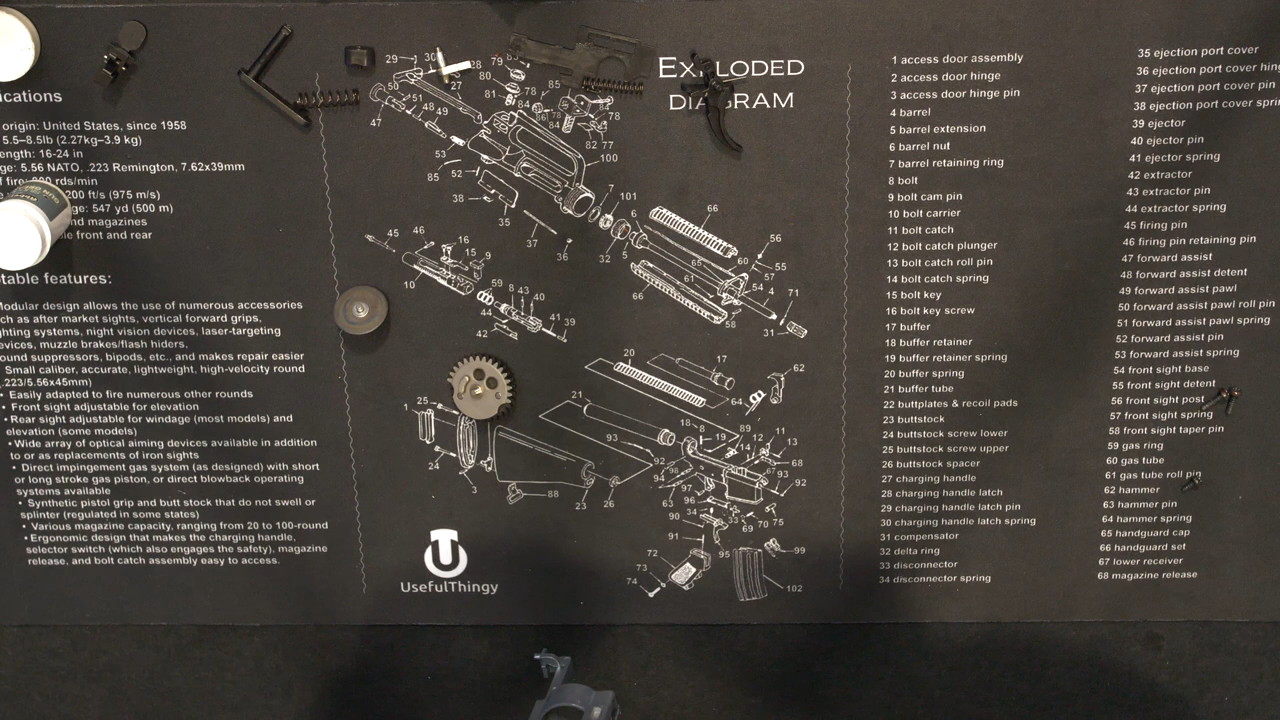 EXPLODED
DIAGRAM
ications
origin: United States, since 1958
5.5–8.5lb (2.27kg–3.9 kg)
ength: 16-24 in
ge: 5.56 NATO, .223 Remington, 7.62x39mm
f fire: 800 rds/min
200 ft/s (975 m/s)
ge: 547 yd (500 m)
nd magazines
le front and rear
table features:
Modular design allows the use of numerous accessories
ch as after market sights, vertical forward grips,
ghting systems, night vision devices, laser-targeting
evices, muzzle brakes/flash hiders,
ound suppressors, bipods, etc., and makes repair easier
Small caliber, accurate, lightweight, high-velocity round
.223/5.56x45mm)
• Easily adapted to fire numerous other rounds
• Front sight adjustable for elevation
• Rear sight adjustable for windage (most models) and
elevation (some models)
• Wide array of optical aiming devices available in addition
to or as replacements of iron sights
• Direct impingement gas system (as designed) with short
or long stroke gas piston, or direct blowback operating
systems available
• Synthetic pistol grip and butt stock that do not swell or
splinter (regulated in some states)
• Various magazine capacity, ranging from 20 to 100-round
• Ergonomic design that makes the charging handle,
selector switch (which also engages the safety), magazine
release, and bolt catch assembly easy to access.
UsefulThingy
1 access door assembly
2 access door hinge
3 access door hinge pin
4 barrel
5 barrel extension
6 barrel nut
7 barrel retaining ring
8 bolt
9 bolt cam pin
10 bolt carrier
11 bolt catch
12 bolt catch plunger
13 bolt catch roll pin
14 bolt catch spring
15 bolt key
16 bolt key screw
17 buffer
18 buffer retainer
19 buffer retainer spring
20 buffer spring
21 buffer tube
22 buttplates & recoil pads
23 buttstock
24 buttstock screw lower
25 buttstock screw upper
26 buttstock spacer
27 charging handle
28 charging handle latch
29 charging handle latch pin
30 charging handle latch spring
31 compensator
32 delta ring
33 disconnector
34 disconnector spring
35 ejection port cover
36 ejection port cover hing
37 ejection port cover pin
38 ejection port cover sprin
39 ejector
40 ejector pin
41 ejector spring
42 extractor
43 extractor pin
44 extractor spring
45 firing pin
46 firing pin retaining pin
47 forward assist
48 forward assist detent
49 forward assist pawl
50 forward assist pawl roll pin
51 forward assist pawl spring
52 forward assist pin
53 forward assist spring
54 front sight base
55 front sight detent
56 front sight post
57 front sight spring
58 front sight taper pin
59 gas ring
60 gas tube
61 gas tube roll pin
62 hammer
63 hammer pin
64 hammer spring
65 handguard cap
66 handguard set
67 lower receiver
68 magazine release